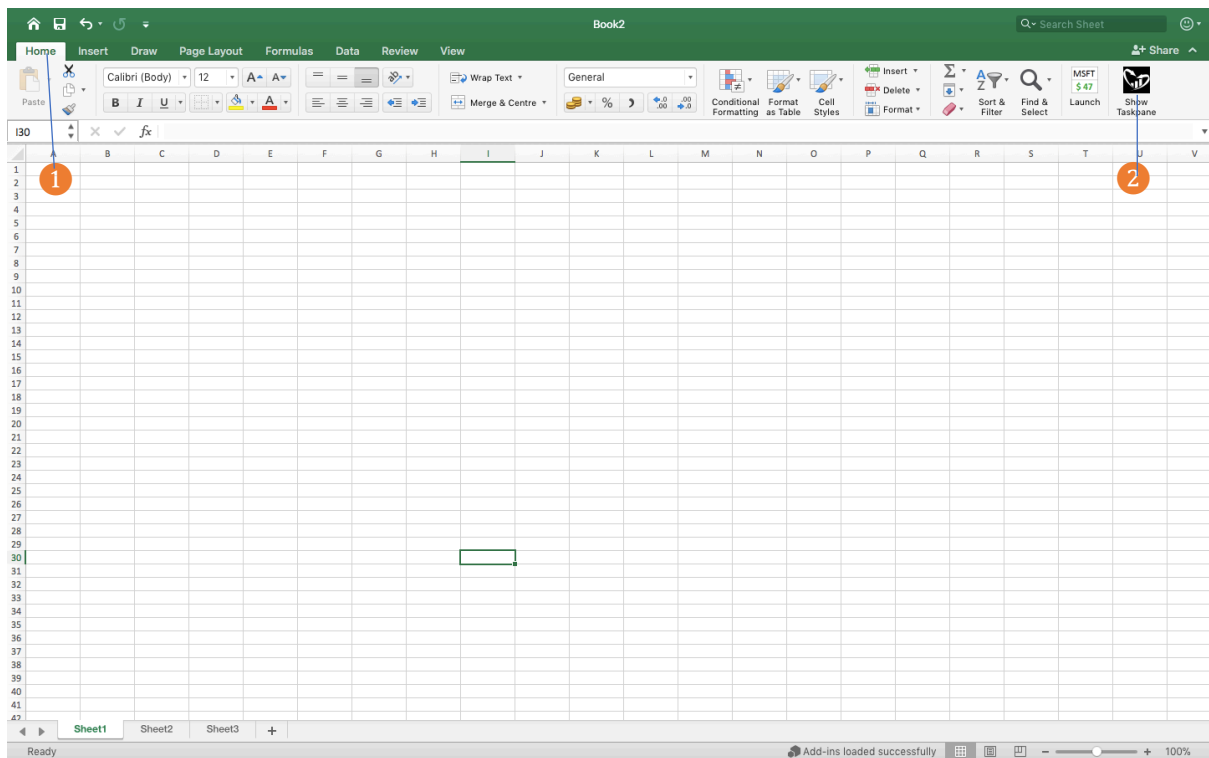 Book2
Search Sheet
Home Insert Draw Page Layout Formulas Data Review View Share
Paste
Calibri (Body) 12 A A
B I U A
Wrap Text
Merge & Centre
General
% .0 .00 .00 .0
Conditional Formatting
Format as Table
Cell Styles
Insert
Delete
Format
Σ
A Z
Sort & Filter
Find & Select
MSFT
$ 47
Launch
Show Taskpane
I30 fx
A B C D E F G H I J K L M N O P Q R S T U V
1
2
3
4
5
6
7
8
9
10
11
12
13
14
15
16
17
18
19
20
21
22
23
24
25
26
27
28
29
30
31
32
33
34
35
36
37
38
39
40
41
42
1
2
Sheet1 Sheet2 Sheet3 +
Ready Add-ins loaded successfully - + 100%